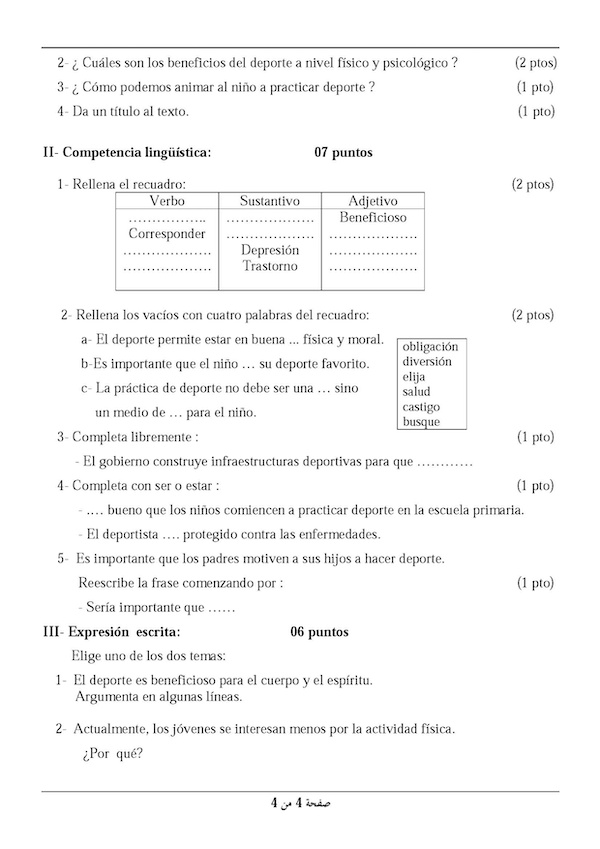 2- ¿ Cuáles son los beneficios del deporte a nivel físico y psicológico ? (2 ptos)
3- ¿ Cómo podemos animar al niño a practicar deporte ? (1 pto)
4- Da un título al texto. (1 pto)
II- Competencia lingüística: 07 puntos
1- Rellena el recuadro: (2 ptos)
Verbo Sustantivo Adjetivo
…………….. ………………. Beneficioso
Corresponder ………………. ……………….
………………. Depresión ……………….
………………. Trastorno ……………….
2- Rellena los vacíos con cuatro palabras del recuadro: (2 ptos)
a- El deporte permite estar en buena ... física y moral.
b-Es importante que el niño … su deporte favorito.
c- La práctica de deporte no debe ser una … sino
un medio de … para el niño.
obligación
diversión
elija
salud
castigo
busque
3- Completa libremente : (1 pto)
- El gobierno construye infraestructuras deportivas para que …………
4- Completa con ser o estar : (1 pto)
- .… bueno que los niños comiencen a practicar deporte en la escuela primaria.
- El deportista …. protegido contra las enfermedades.
5- Es importante que los padres motiven a sus hijos a hacer deporte.
Reescribe la frase comenzando por : (1 pto)
- Sería importante que ……
III- Expresión escrita: 06 puntos
Elige uno de los dos temas:
1- El deporte es beneficioso para el cuerpo y el espíritu.
Argumenta en algunas líneas.
2- Actualmente, los jóvenes se interesan menos por la actividad física.
¿Por qué?
صفحة 4 من 4